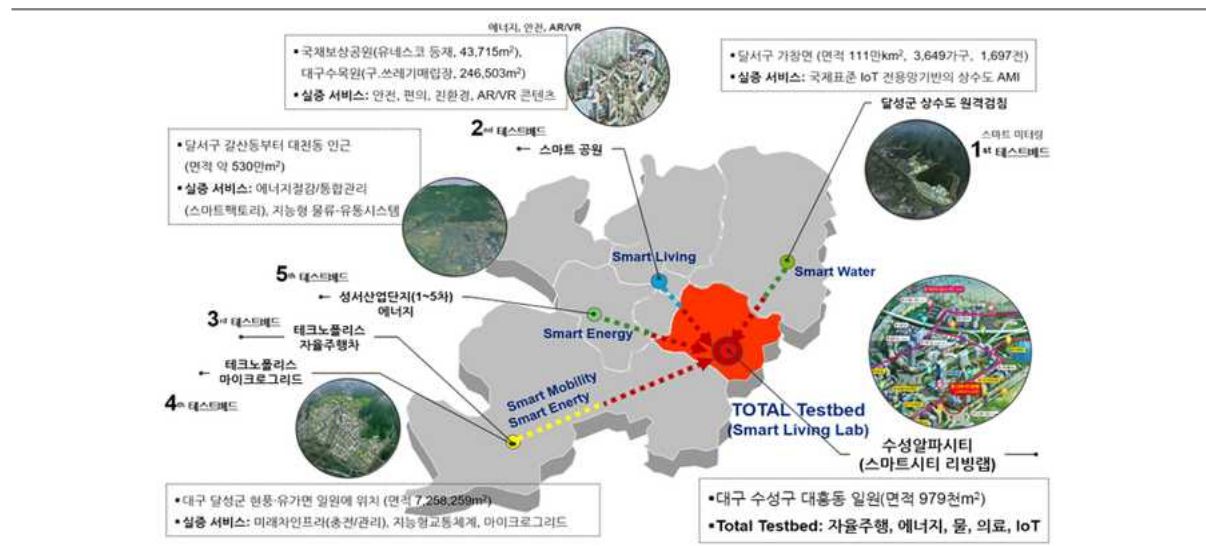 에너지, 안전, AR/VR
▪ 국채보상공원(유네스코 등재, 43,715m²),
대구수목원(구.쓰레기매립장, 246,503m²)
▪ 실증 서비스: 안전, 편의, 친환경, AR/VR 콘텐츠
▪ 달서구 가창면 (면적 111만km², 3,649가구, 1,697전)
▪ 실증 서비스: 국제표준 IoT 전용망기반의 상수도 AMI
달성군 상수도 원격검침
스마트 미터링
1st 테스트베드
2nd 테스트베드
스마트 공원
▪ 달서구 갈산동부터 대천동 인근
(면적 약 530만m²)
▪ 실증 서비스: 에너지절감/통합관리
(스마트팩토리), 지능형 물류-유통시스템
Smart Living
Smart Water
5th 테스트베드
성서산업단지(1~5차)
에너지
Smart Energy
3rd 테스트베드
테크노폴리스
자율주행차
테크노폴리스
마이크로그리드
4th 테스트베드
Smart Mobility
Smart Enerty
TOTAL Testbed
(Smart Living Lab)
수성알파시티
(스마트시티 리빙랩)
▪ 대구 달성군 현풍·유가면 일원에 위치 (면적 7,258,259m²)
▪ 실증 서비스: 미래차인프라(충전/관리), 지능형교통체계, 마이크로그리드
▪ 대구 수성구 대흥동 일원(면적 979천m²)
▪ Total Testbed: 자율주행, 에너지, 물, 의료, IoT